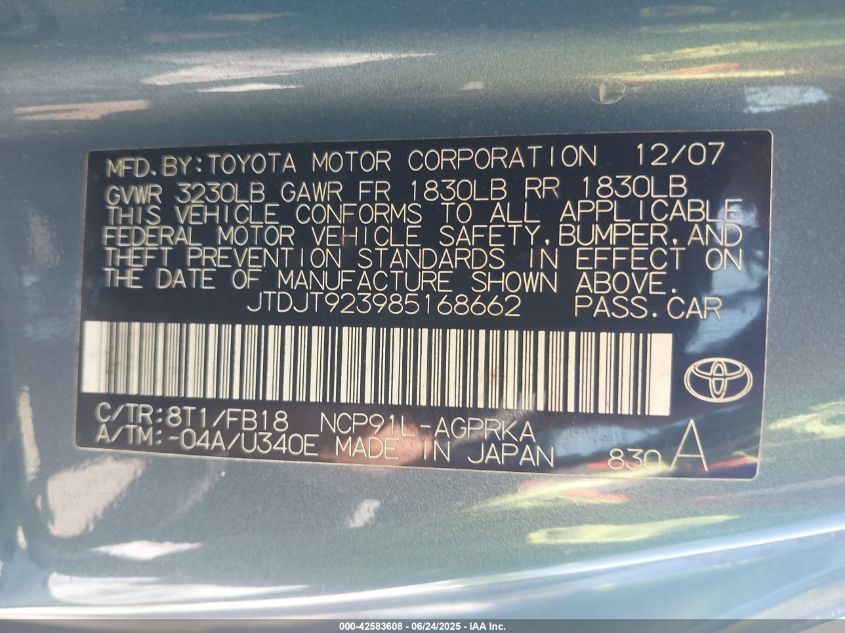 MFD.BY:TOYOTA MOTOR CORPORATION 12/07
GVWR 3230LB GAWR FR 1830LB RR 1830LB
THIS VEHICLE CONFORMS TO ALL APPLICABLE
FEDERAL MOTOR VEHICLE SAFETY,BUMPER,AND
THEFT PREVENTION STANDARDS IN EFFECT ON
THE DATE OF MANUFACTURE SHOWN ABOVE.
JTDJT923985168662 PASS.CAR
C/TR:8T1/FB18 NCP91L-AGPRKA
A/TM:-04A/U340E MADE IN JAPAN 830 A
000-42583608 - 06/24/2025 - IAA Inc.